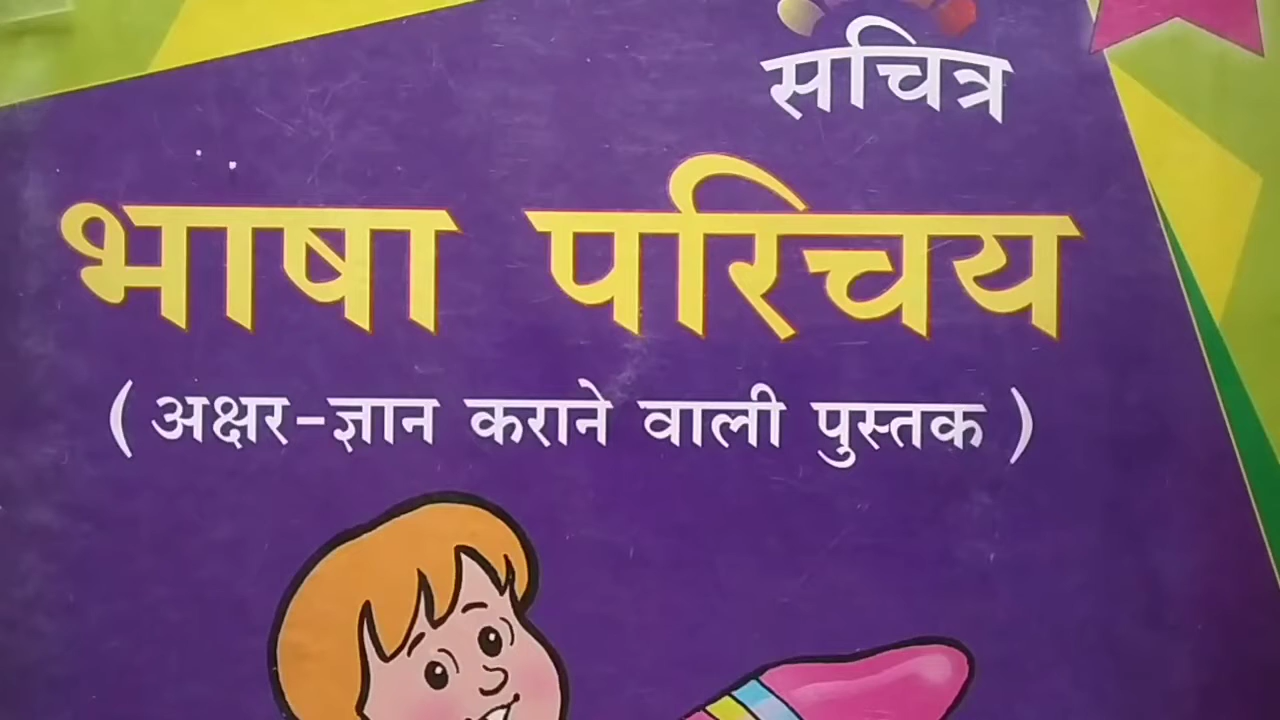 सचित्र
भाषा परिचय
( अक्षर-ज्ञान कराने वाली पुस्तक )